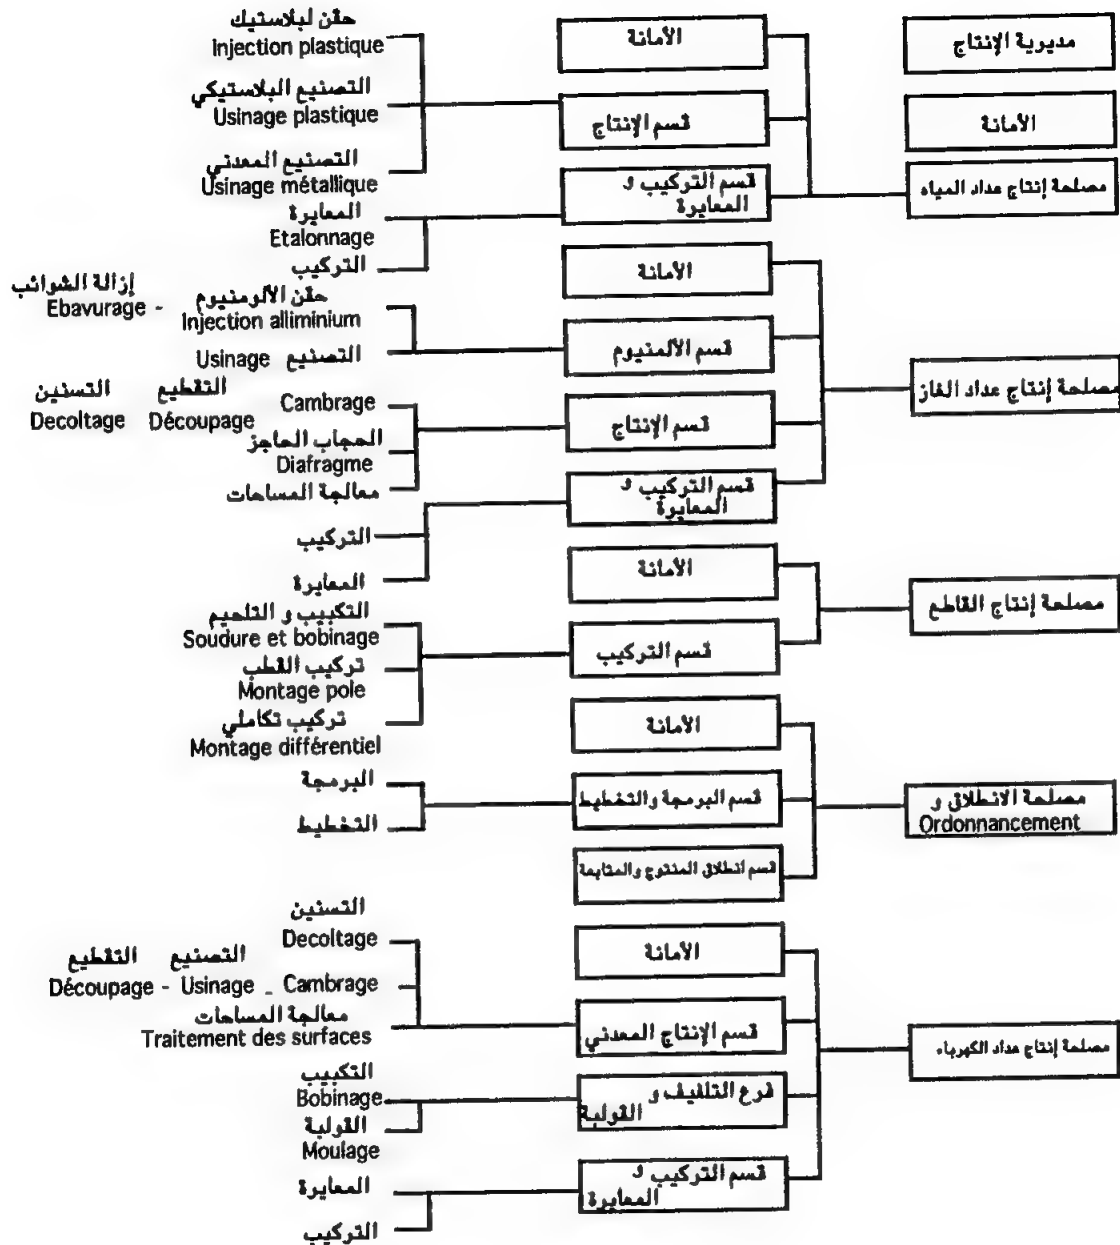 مديرية الإنتاج
الأمانة
مصلحة إنتاج عداد المياه
الأمانة
قسم الإنتاج
حقن لبلاستيك
Injection plastique
التصنيع البلاستيكي
Usinage plastique
التصنيع المعدني
Usinage métallique
قسم التركيب و
المعايرة
المعايرة
Etalonnage
التركيب
مصلحة إنتاج عداد الغاز
الأمانة
قسم الألمنيوم
حقن الألومنيوم إزالة الشوائب
Ebavurage - Injection alliminium
Usinage التصنيع
قسم الإنتاج
التقطيع التسنين
Decoltage Découpage Cambrage
الحجاب الحاجز
Diafragme
معالجة المساحات
قسم التركيب و
المعايرة
التركيب
المعايرة
مصلحة إنتاج القاطع
الأمانة
قسم التركيب
التكبيب و التلحيم
Soudure et bobinage
تركيب القطب
Montage pole
تركيب تكاملي
Montage différentiel
مصلحة الانطلاق و
Ordonnancement
الأمانة
قسم البرمجة والتخطيط
البرمجة
التخطيط
قسم انطلاق المنتوج والمتابعة
مصلحة إنتاج عداد الكهرباء
الأمانة
قسم الإنتاج المعدني
التسنين
Decoltage
التصنيع التقطيع
Découpage - Usinage - Cambrage
معالجة المساحات
Traitement des surfaces
فرع التلفيف و
القولبة
التكبيب
Bobinage
القولبة
Moulage
قسم التركيب و
المعايرة
المعايرة
التركيب